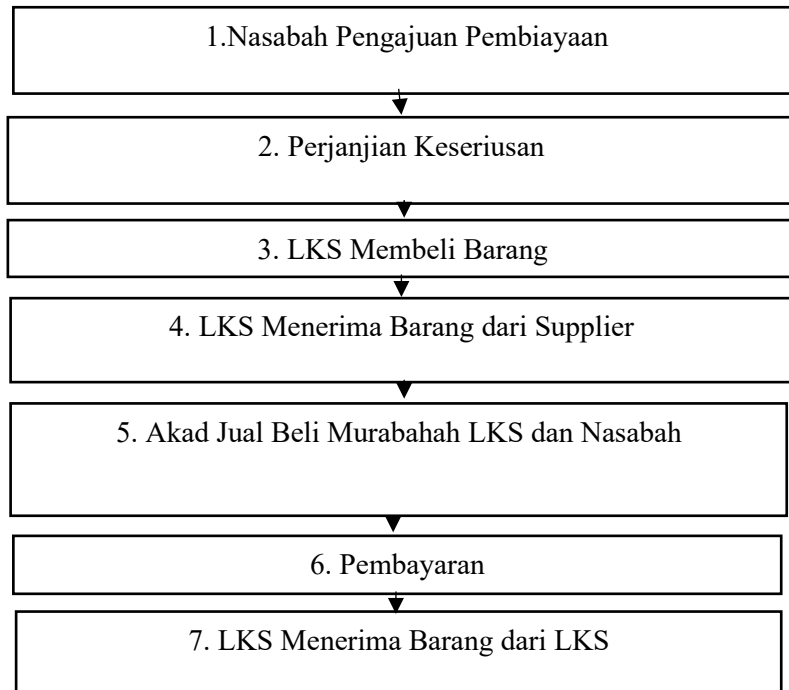 1.Nasabah Pengajuan Pembiayaan
2. Perjanjian Keseriusan
3. LKS Membeli Barang
4. LKS Menerima Barang dari Supplier
5. Akad Jual Beli Murabahah LKS dan Nasabah
6. Pembayaran
7. LKS Menerima Barang dari LKS